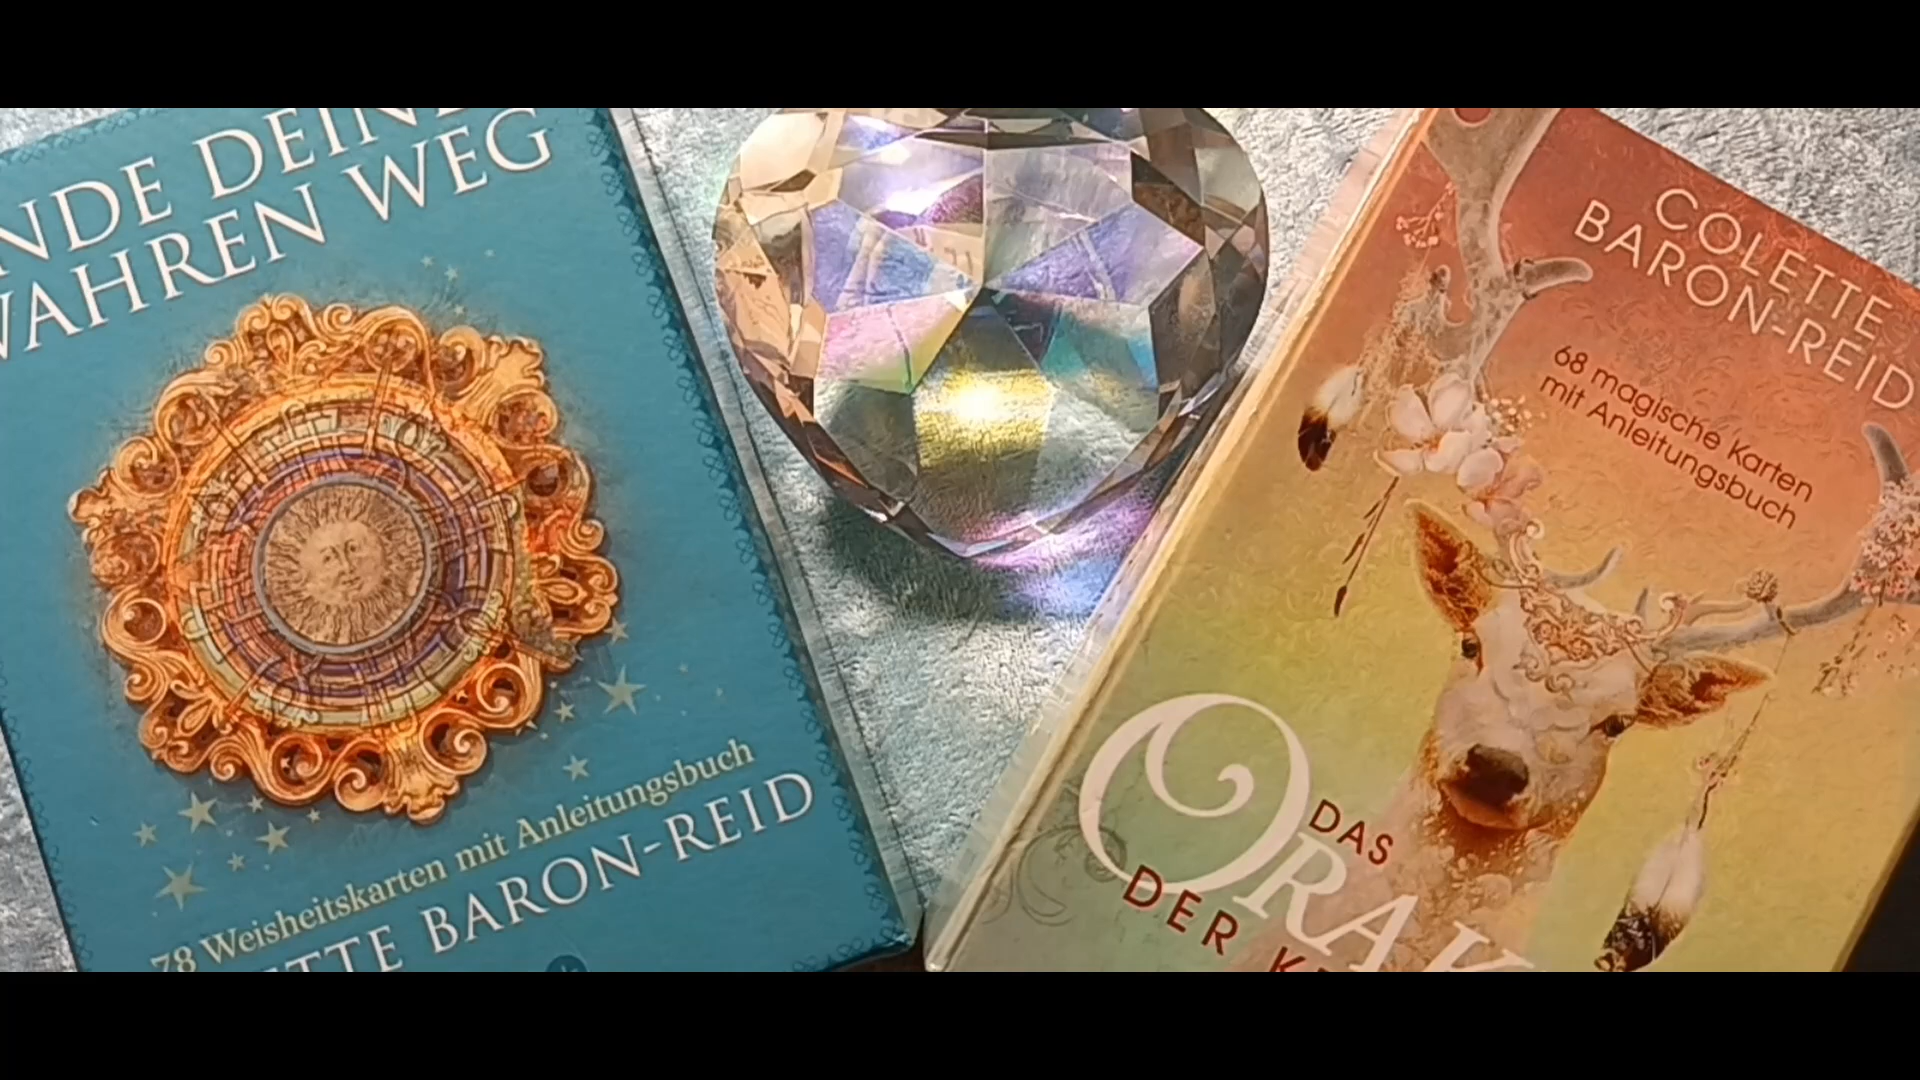 NDE DEINE
WAHREN WEG
78 Weisheitskarten mit Anleitungsbuch
TTE BARON-REID
COLETTE
BARON-REID
68 magische Karten
mit Anleitungsbuch
DAS
ORAK
DER K